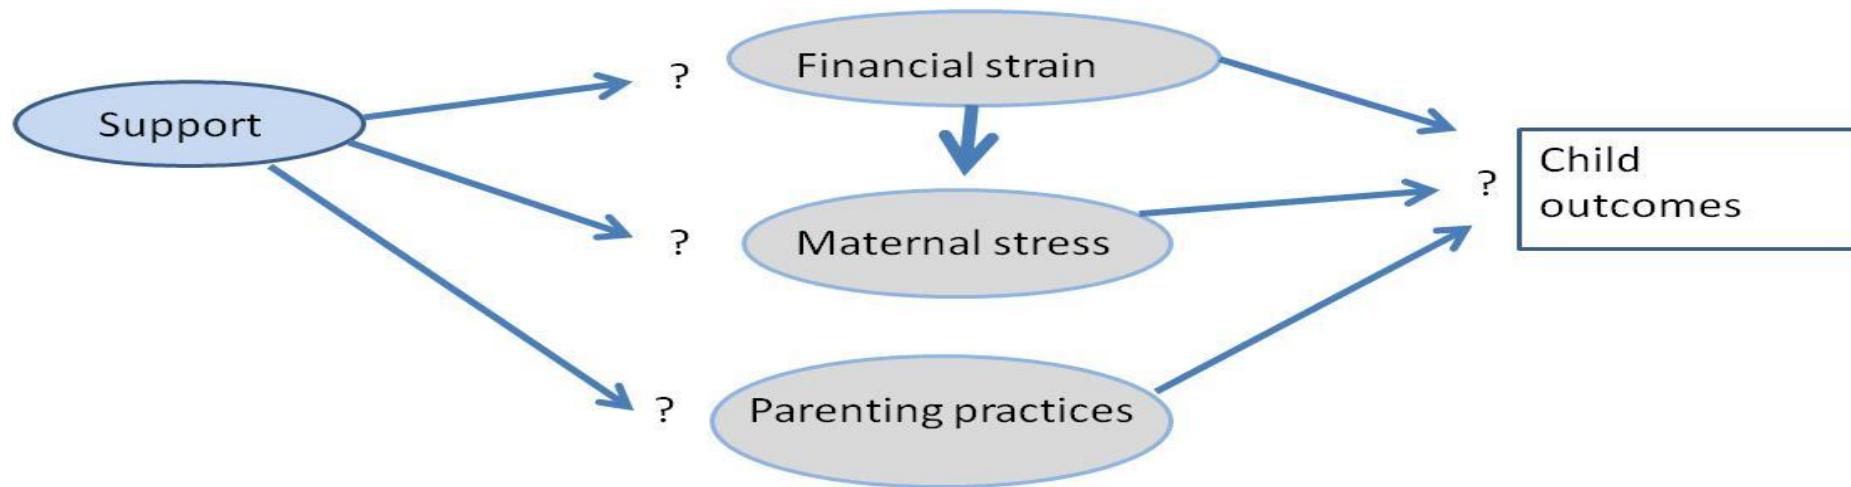 ? Financial strain
Support
Child
outcomes
?
? Maternal stress
? Parenting practices